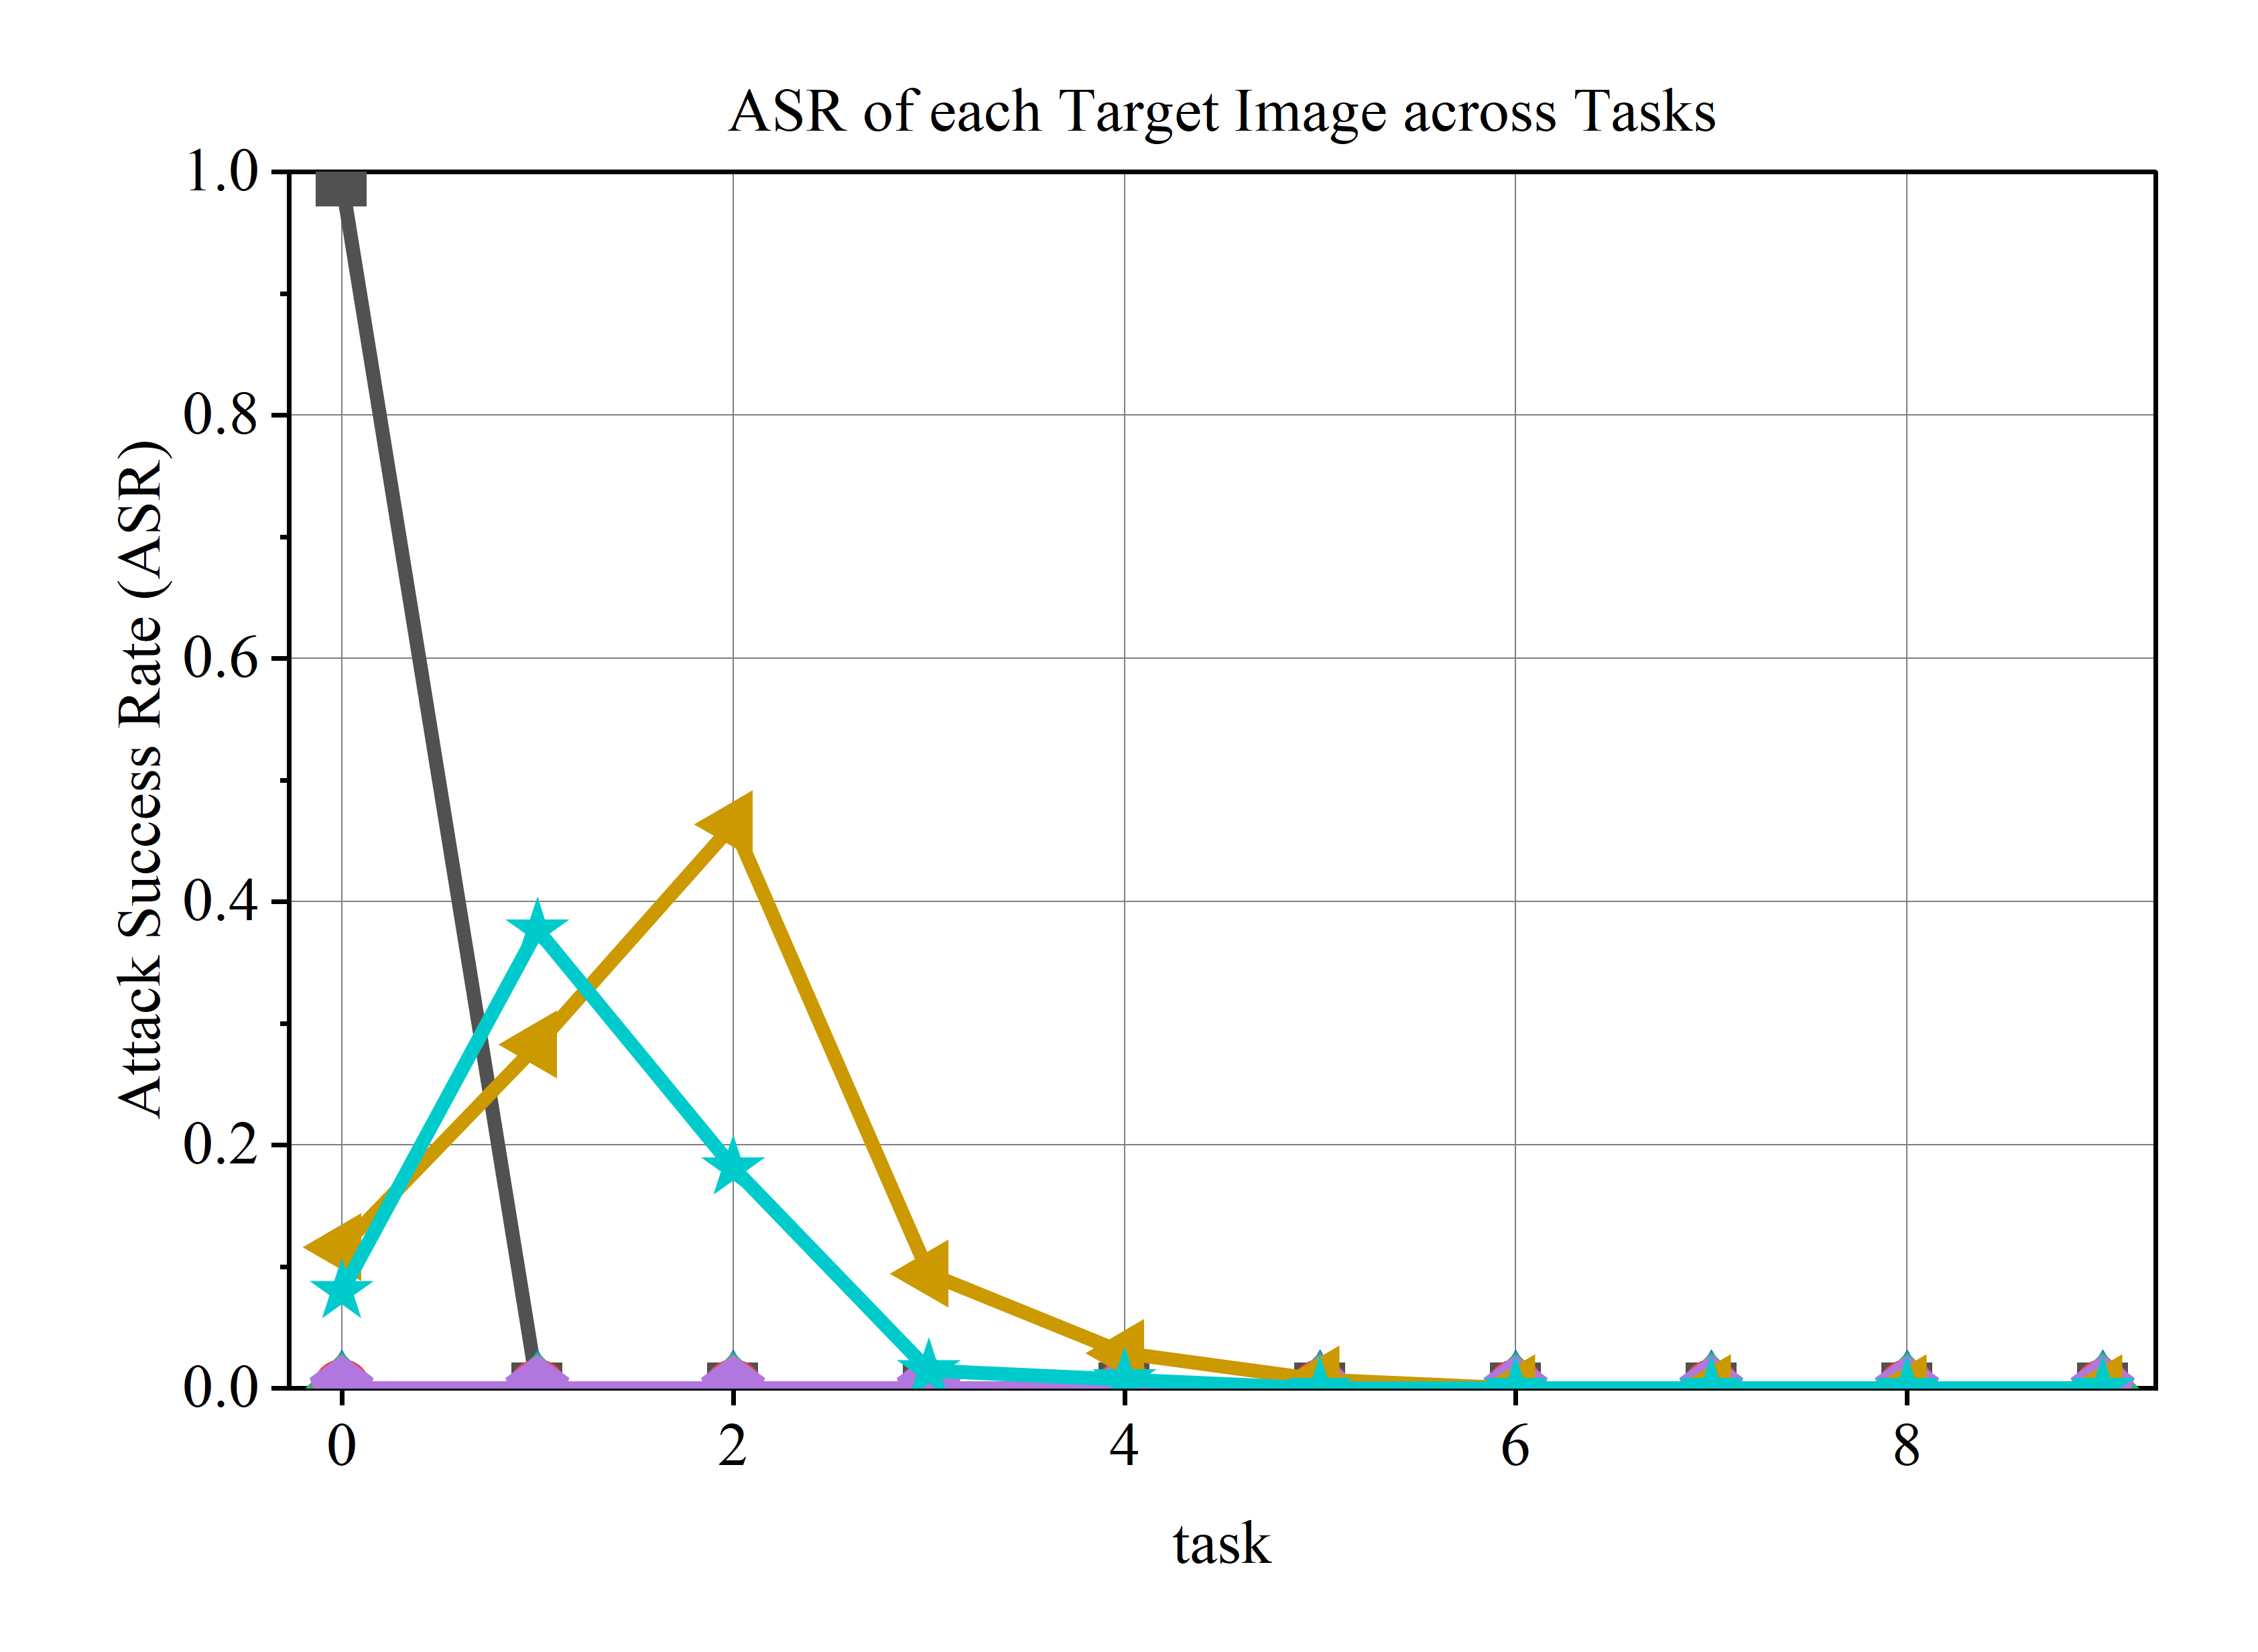 ASR of each Target Image across Tasks
1.0
0.8
0.6
0.4
0.2
0.0
Attack Success Rate (ASR)
0 2 4 6 8
task